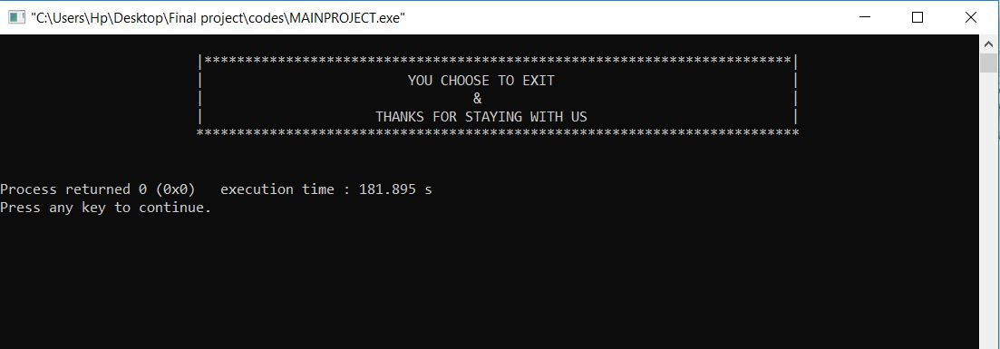 "C:\Users\Hp\Desktop\Final project\codes\MAINPROJECT.exe"
|************************************************************************|
| YOU CHOOSE TO EXIT |
| & |
| THANKS FOR STAYING WITH US |
**************************************************************************
Process returned 0 (0x0) execution time : 181.895 s
Press any key to continue.